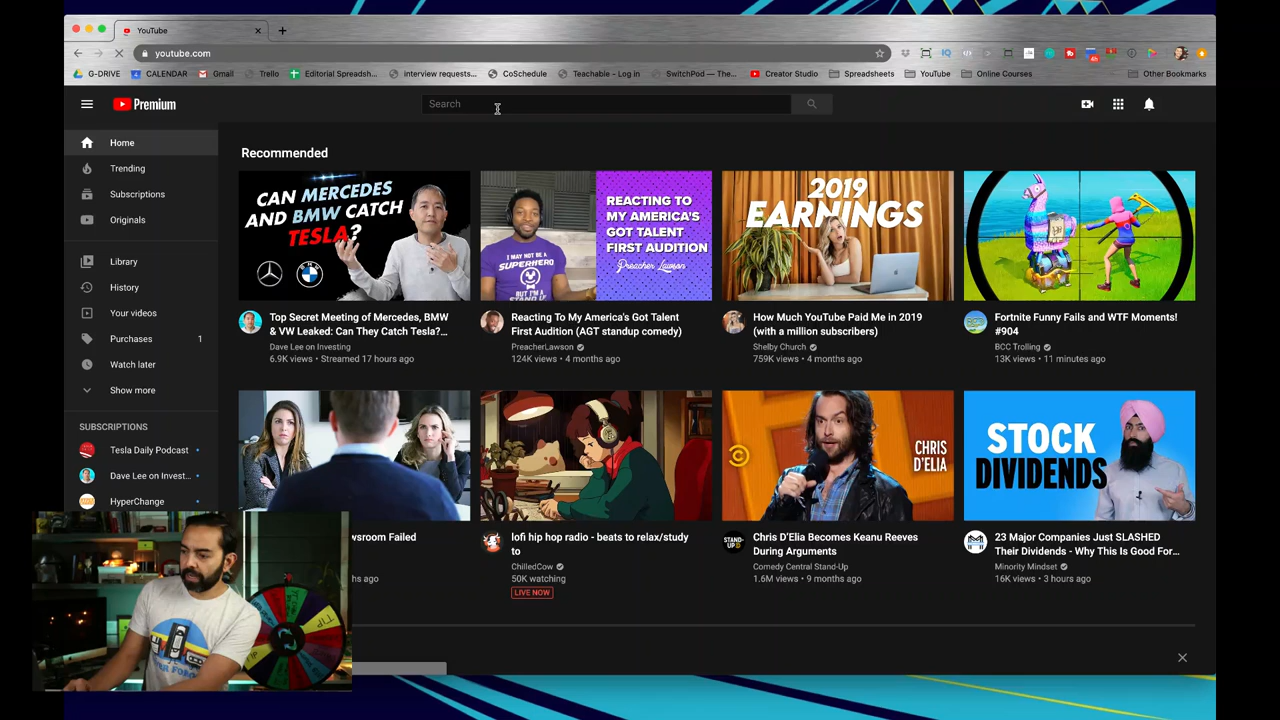 YouTube
youtube.com
G-DRIVE
CALENDAR
Gmail
Trello
Editorial Spreadsh...
interview requests...
CoSchedule
Teachable - Log in
SwitchPod — The...
Creator Studio
Spreadsheets
YouTube
Online Courses
Other Bookmarks
Premium
Search
Home
Trending
Subscriptions
Originals
Library
History
Your videos
Purchases 1
Watch later
Show more
SUBSCRIPTIONS
Tesla Daily Podcast
Dave Lee on Invest...
HyperChange
Recommended
CAN MERCEDES
AND BMW CATCH
TESLA?
Top Secret Meeting of Mercedes, BMW
& VW Leaked: Can They Catch Tesla?...
Dave Lee on Investing
6.9K views • Streamed 17 hours ago
I MAY NOT BE A
SUPERHERO
BUT I'M A
REACTING TO
MY AMERICA'S
GOT TALENT
FIRST AUDITION
Preacher Lawson
Reacting To My America's Got Talent
First Audition (AGT standup comedy)
PreacherLawson
124K views • 4 months ago
2019
EARNINGS
How Much YouTube Paid Me in 2019
(with a million subscribers)
Shelby Church
759K views • 4 months ago
Fortnite Funny Fails and WTF Moments!
#904
BCC Trolling
13K views • 11 minutes ago
wsroom Failed
hs ago
lofi hip hop radio - beats to relax/study
to
ChilledCow
50K watching
LIVE NOW
CHRIS
D'ELIA
STAND-
UP
Chris D'Elia Becomes Keanu Reeves
During Arguments
Comedy Central Stand-Up
1.6M views • 9 months ago
STOCK
DIVIDENDS
23 Major Companies Just SLASHED
Their Dividends - Why This Is Good For...
Minority Mindset
16K views • 3 hours ago
TIP
TIP